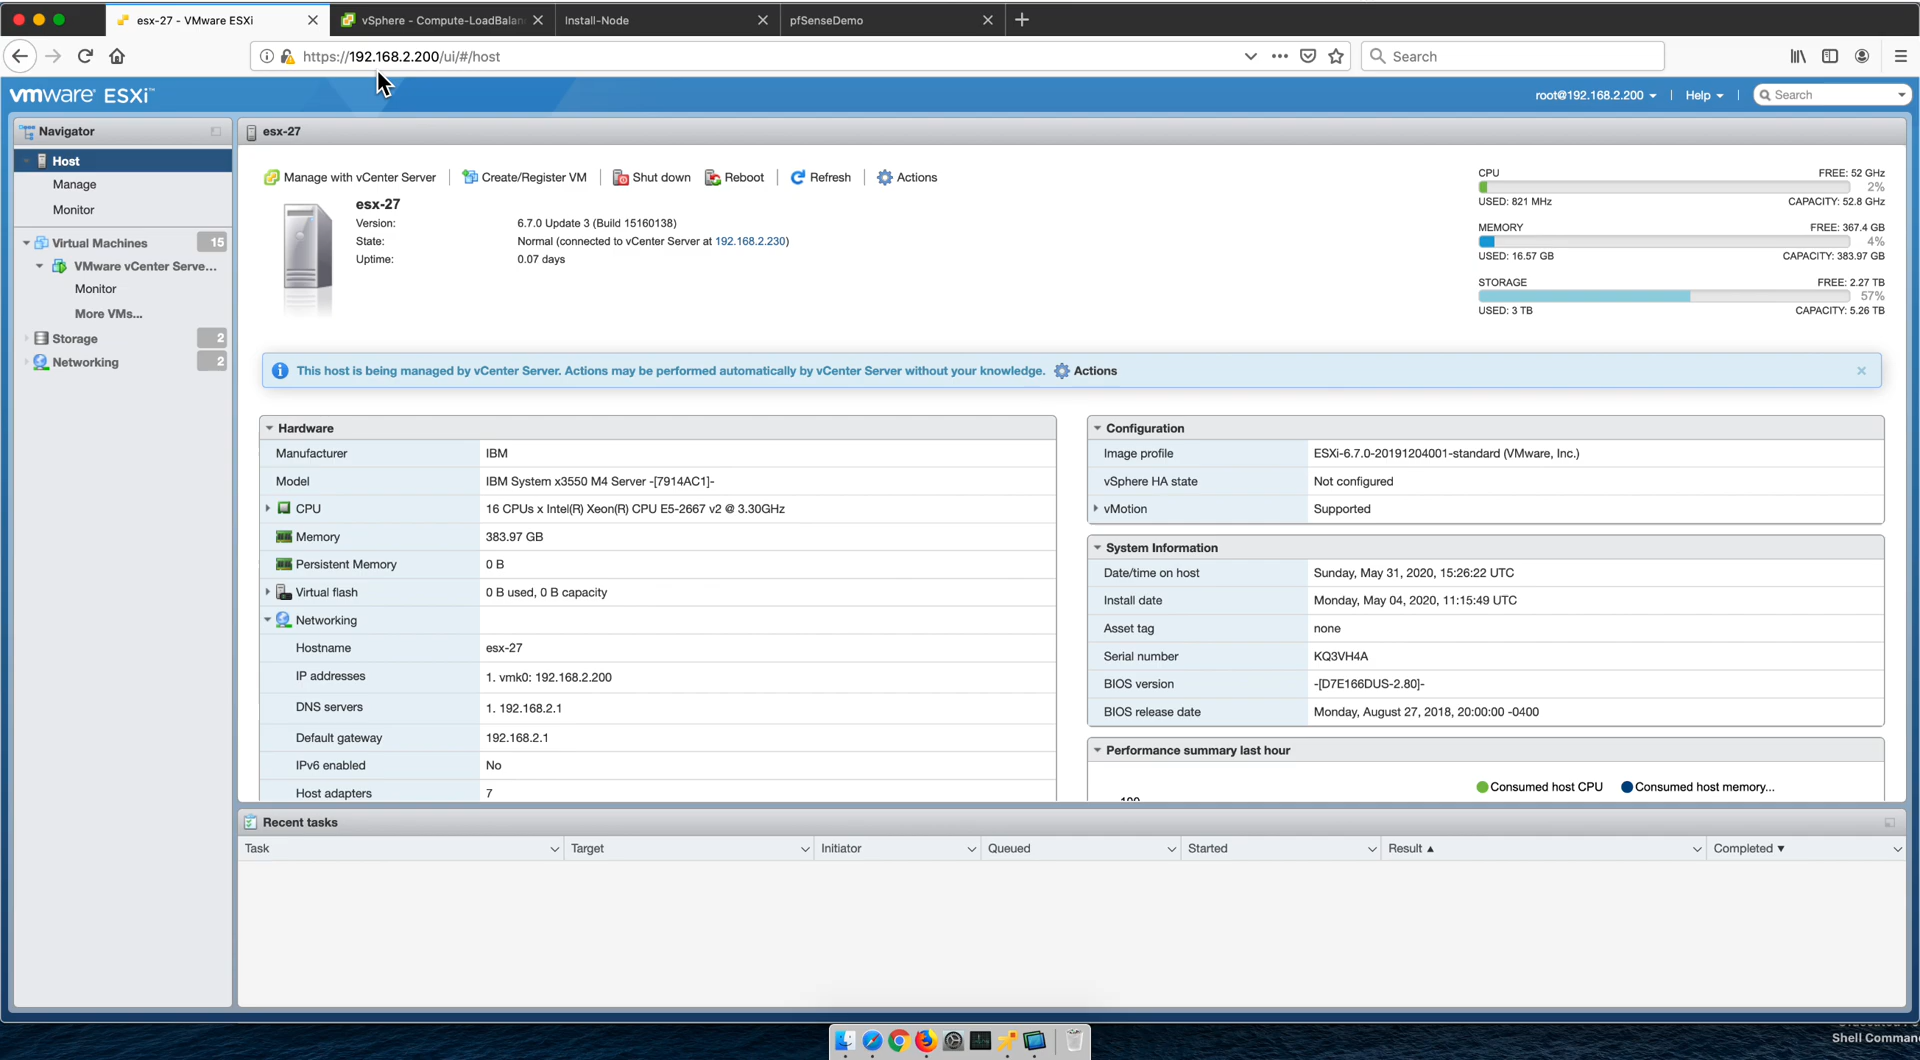 esx-27 - VMware ESXi
vSphere - Compute-LoadBalan
Install-Node
pfSenseDemo
https://192.168.2.200/ui/#/host
Search
vmware ESXi™
root@192.168.2.200
Help
Search
Navigator
Host
Manage
Monitor
Virtual Machines 15
VMware vCenter Serve...
Monitor
More VMs...
Storage 2
Networking 2
esx-27
Manage with vCenter Server
Create/Register VM
Shut down
Reboot
Refresh
Actions
esx-27
Version: 6.7.0 Update 3 (Build 15160138)
State: Normal (connected to vCenter Server at 192.168.2.230)
Uptime: 0.07 days
CPU FREE: 52 GHz
2%
USED: 821 MHz CAPACITY: 52.8 GHz
MEMORY FREE: 367.4 GB
4%
USED: 16.57 GB CAPACITY: 383.97 GB
STORAGE FREE: 2.27 TB
57%
USED: 3 TB CAPACITY: 5.26 TB
This host is being managed by vCenter Server. Actions may be performed automatically by vCenter Server without your knowledge. Actions
Hardware
Manufacturer IBM
Model IBM System x3550 M4 Server -[7914AC1]-
CPU 16 CPUs x Intel(R) Xeon(R) CPU E5-2667 v2 @ 3.30GHz
Memory 383.97 GB
Persistent Memory 0 B
Virtual flash 0 B used, 0 B capacity
Networking
Hostname esx-27
IP addresses 1. vmk0: 192.168.2.200
DNS servers 1. 192.168.2.1
Default gateway 192.168.2.1
IPv6 enabled No
Host adapters 7
Configuration
Image profile ESXi-6.7.0-20191204001-standard (VMware, Inc.)
vSphere HA state Not configured
vMotion Supported
System Information
Date/time on host Sunday, May 31, 2020, 15:26:22 UTC
Install date Monday, May 04, 2020, 11:15:49 UTC
Asset tag none
Serial number KQ3VH4A
BIOS version -[D7E166DUS-2.80]-
BIOS release date Monday, August 27, 2018, 20:00:00 -0400
Performance summary last hour
Consumed host CPU
Consumed host memory...
100
Recent tasks
Task Target Initiator Queued Started Result Completed
Shell Comman